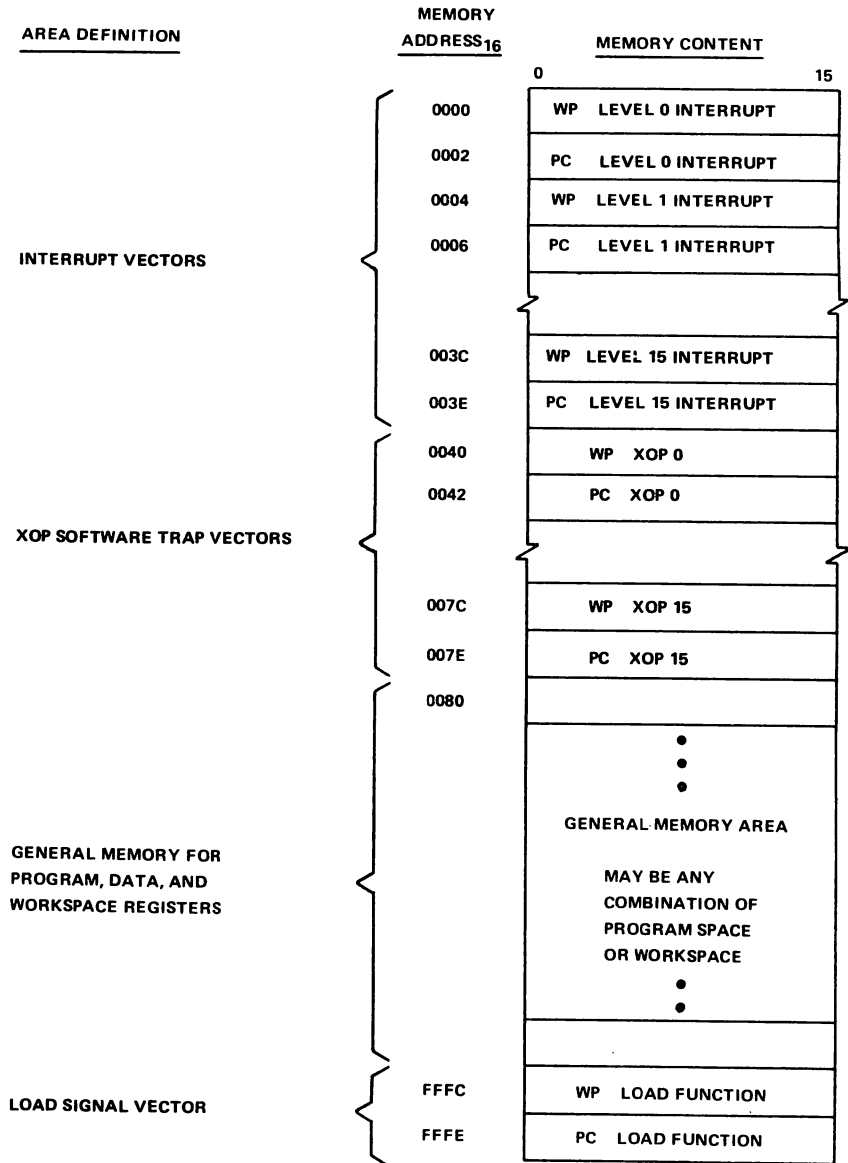 AREA DEFINITION
MEMORY
ADDRESS16
MEMORY CONTENT
0 15
0000 WP LEVEL 0 INTERRUPT
0002 PC LEVEL 0 INTERRUPT
0004 WP LEVEL 1 INTERRUPT
0006 PC LEVEL 1 INTERRUPT
INTERRUPT VECTORS
003C WP LEVEL 15 INTERRUPT
003E PC LEVEL 15 INTERRUPT
0040 WP XOP 0
0042 PC XOP 0
XOP SOFTWARE TRAP VECTORS
007C WP XOP 15
007E PC XOP 15
0080
GENERAL MEMORY AREA
GENERAL MEMORY FOR
PROGRAM, DATA, AND
WORKSPACE REGISTERS
MAY BE ANY
COMBINATION OF
PROGRAM SPACE
OR WORKSPACE
LOAD SIGNAL VECTOR
FFFC WP LOAD FUNCTION
FFFE PC LOAD FUNCTION